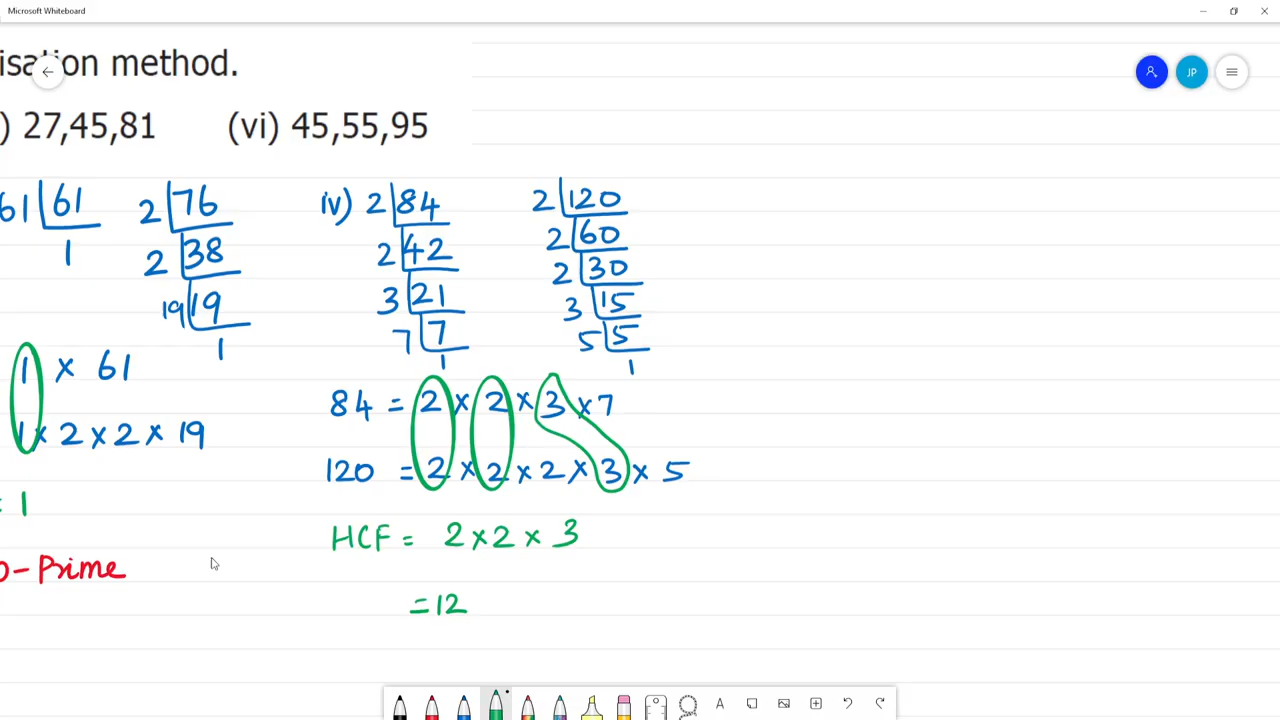 Microsoft Whiteboard
isation method.
) 27,45,81 (vi) 45,55,95
61 61
1
2 76
2 38
19 19
1
1 × 61
1 × 2 × 2 × 19
= 1
o-Prime
iv) 2 84
2 42
3 21
7 7
1
2 120
2 60
2 30
3 15
5 5
1
84 = 2 × 2 × 3 × 7
120 = 2 × 2 × 2 × 3 × 5
HCF = 2 × 2 × 3
= 12
JP
A